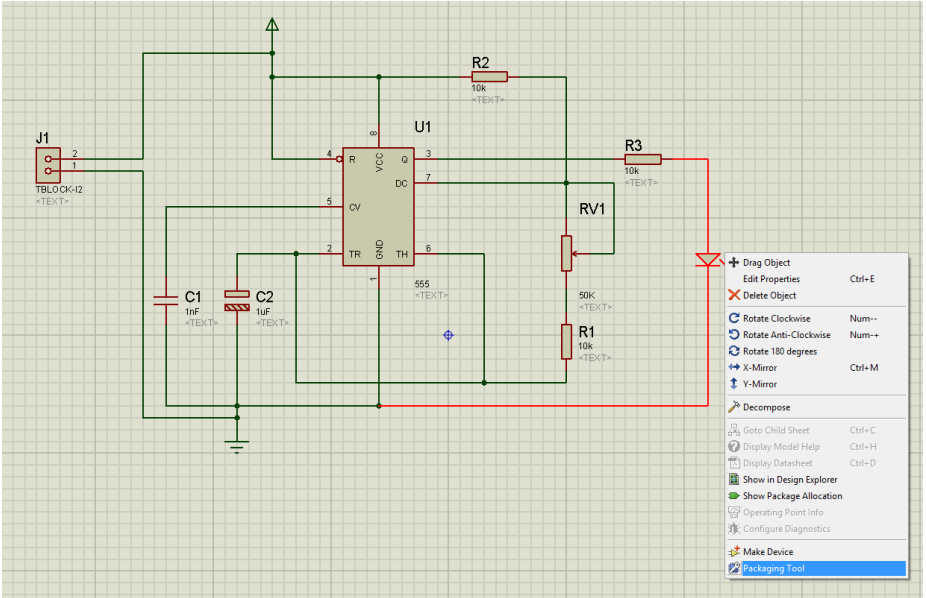 R2
10k
<TEXT>
J1
2
1
TBLOCK-I2
<TEXT>
U1
8
4
R
VCC
Q
3
DC
7
5
CV
2
TR
GND
TH
6
1
555
<TEXT>
R3
10k
<TEXT>
RV1
50K
<TEXT>
C1
1nF
<TEXT>
C2
1uF
<TEXT>
R1
10k
<TEXT>
Drag Object
Edit Properties Ctrl+E
Delete Object
Rotate Clockwise Num--
Rotate Anti-Clockwise Num-+
Rotate 180 degrees
X-Mirror Ctrl+M
Y-Mirror
Decompose
Goto Child Sheet Ctrl+C
Display Model Help Ctrl+H
Display Datasheet Ctrl+D
Show in Design Explorer
Show Package Allocation
Operating Point Info
Configure Diagnostics
Make Device
Packaging Tool